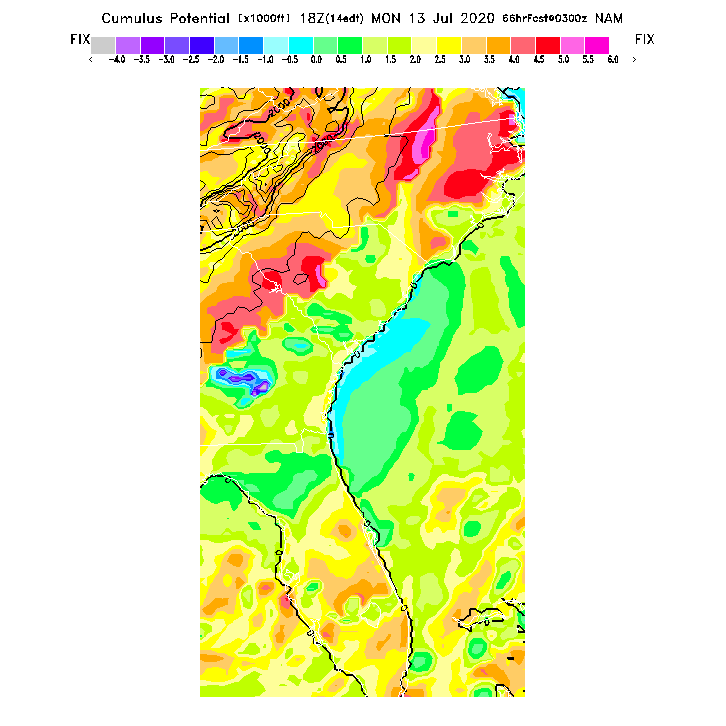 Cumulus Potential [x1000ft] 18Z(14edt) MON 13 Jul 2020 66hrFcst@0300z NAM
FIX FIX
< -4.0 -3.5 -3.0 -2.5 -2.0 -1.5 -1.0 -0.5 0.0 0.5 1.0 1.5 2.0 2.5 3.0 3.5 4.0 4.5 5.0 5.5 6.0 >
2000
2000